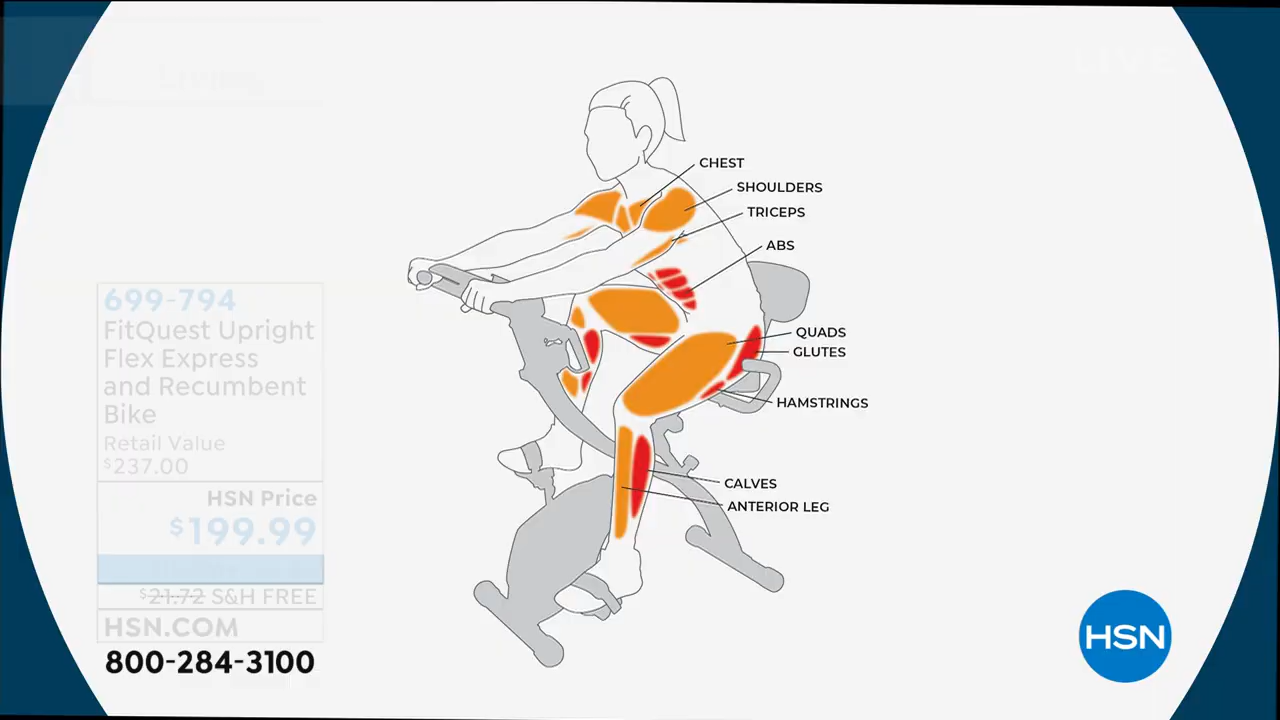 LIVE
CHEST
SHOULDERS
TRICEPS
ABS
QUADS
GLUTES
HAMSTRINGS
CALVES
ANTERIOR LEG
699-794
FitQuest Upright
Flex Express
and Recumbent
Bike
Retail Value
$237.00
HSN Price
$199.99
$21.72 S&H FREE
HSN.COM
800-284-3100
HSN